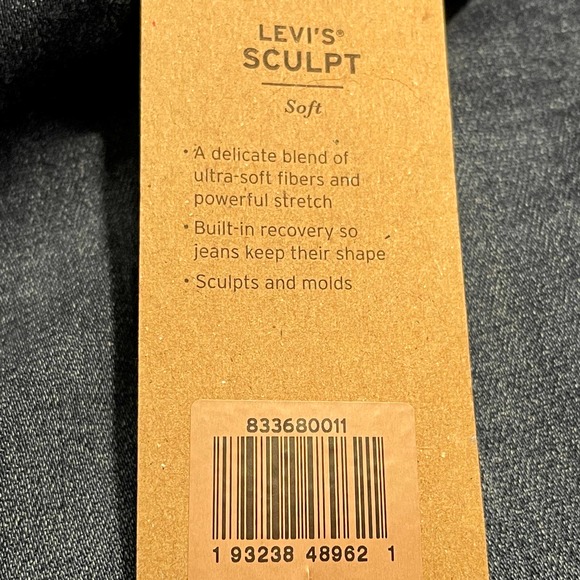 LEVI'S®
SCULPT
Soft
• A delicate blend of
ultra-soft fibers and
powerful stretch
• Built-in recovery so
jeans keep their shape
• Sculpts and molds
833680011
1 93238 48962 1